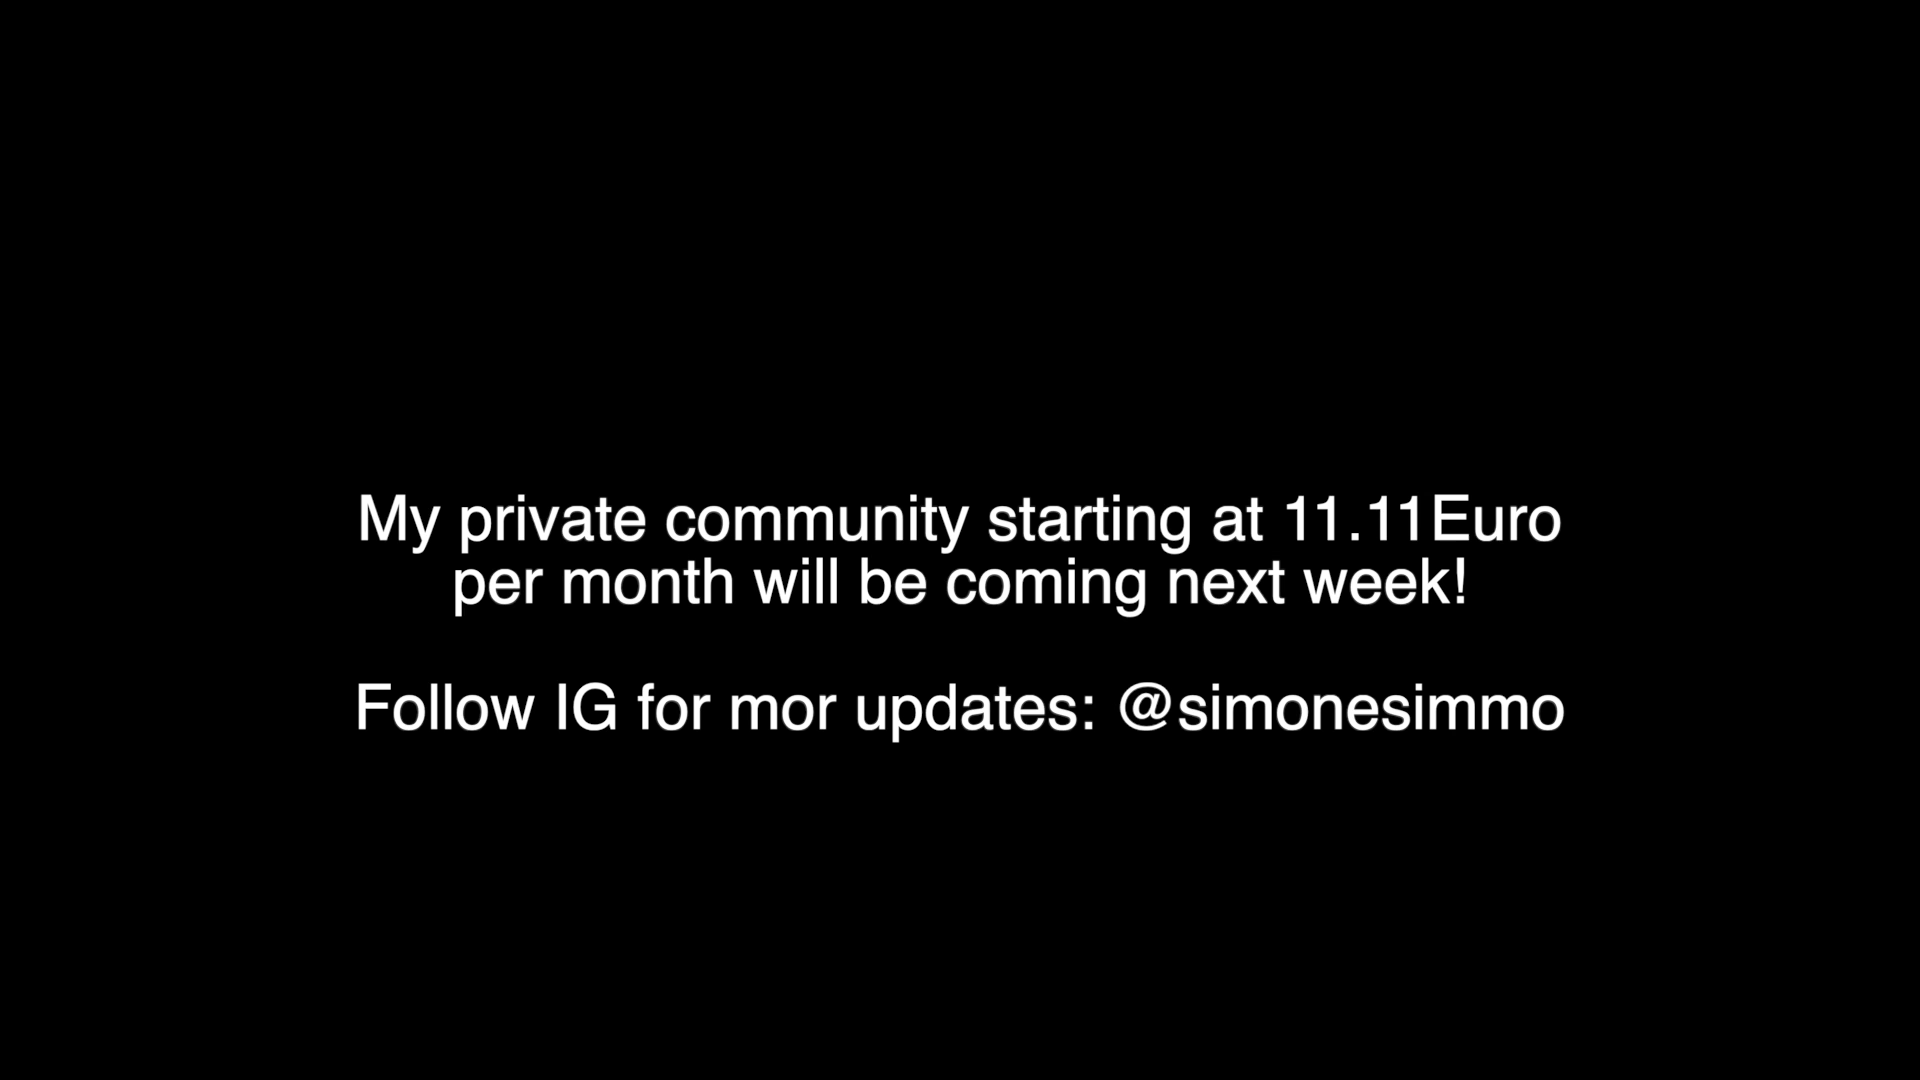 My private community starting at 11.11Euro
per month will be coming next week!
Follow IG for mor updates: @simonesimmo